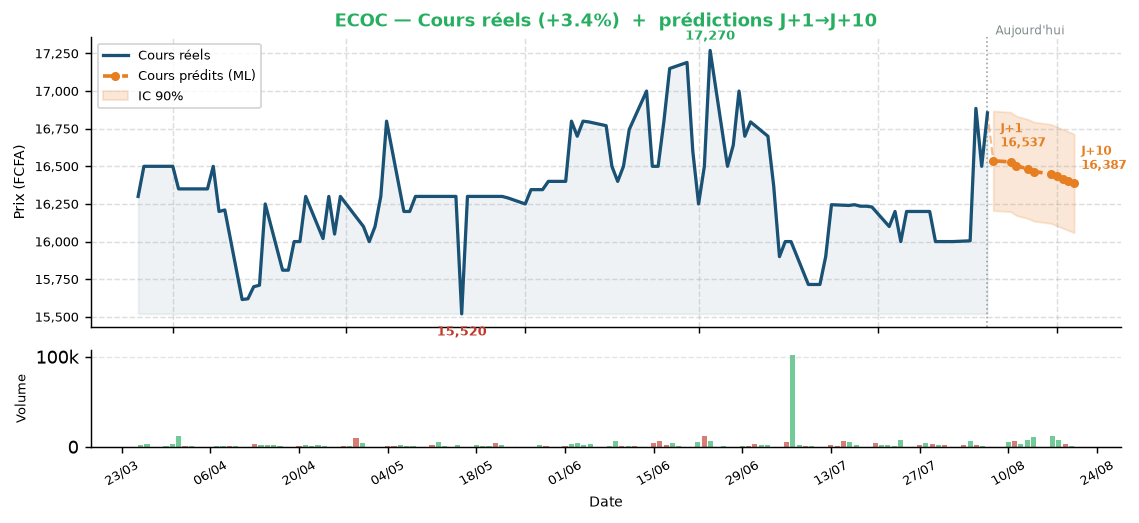 ECOC — Cours réels (+3.4%)  +  prédictions J+1→J+10
17,270
Aujourd'hui
Cours réels
Cours prédits (ML)
IC 90%
17,250
17,000
16,750
16,500
16,250
16,000
15,750
15,500
Prix (FCFA)
J+1
16,537
J+10
16,387
15,520
100k
0
Volume
23/03
06/04
20/04
04/05
18/05
01/06
15/06
29/06
13/07
27/07
10/08
24/08
Date